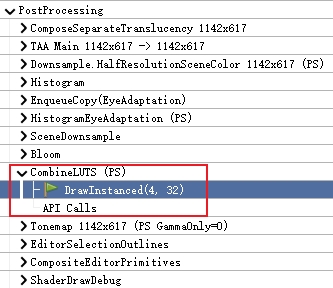 PostProcessing
ComposeSeparateTranslucency 1142x617
TAA Main 1142x617 -> 1142x617
Downsample.HalfResolutionSceneColor 1142x617 (PS)
Histogram
EnqueueCopy(EyeAdaptation)
HistogramEyeAdaptation (PS)
SceneDownsample
Bloom
CombineLUTS (PS)
DrawInstanced(4, 32)
API Calls
Tonemap 1142x617 (PS GammaOnly=0)
EditorSelectionOutlines
CompositeEditorPrimitives
ShaderDrawDebug